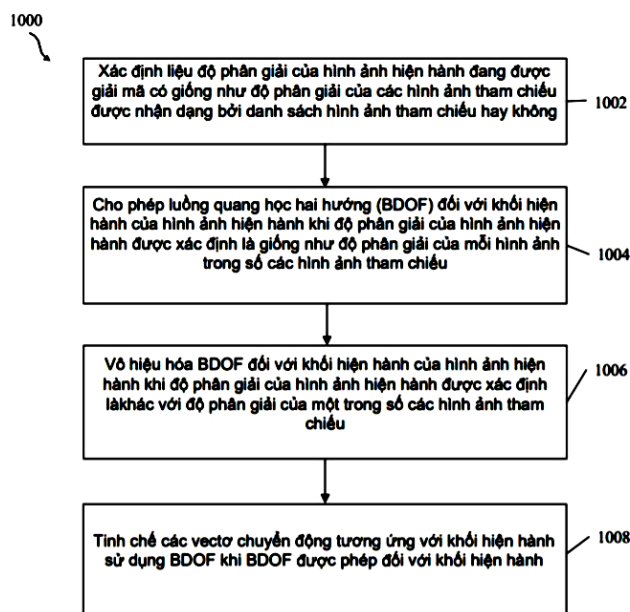 1000
Xác định liệu độ phân giải của hình ảnh hiện hành đang được
giải mã có giống như độ phân giải của các hình ảnh tham chiếu
được nhận dạng bởi danh sách hình ảnh tham chiếu hay không
1002
Cho phép luồng quang học hai hướng (BDOF) đối với khối hiện
hành của hình ảnh hiện hành khi độ phân giải của hình ảnh hiện
hành được xác định là giống như độ phân giải của mỗi hình ảnh
trong số các hình ảnh tham chiếu
1004
Vô hiệu hóa BDOF đối với khối hiện hành của hình ảnh hiện
hành khi độ phân giải của hình ảnh hiện hành được xác định
làkhác với độ phân giải của một trong số các hình ảnh tham
chiếu
1006
Tinh chế các vectơ chuyển động tương ứng với khối hiện hành
sử dụng BDOF khi BDOF được phép đối với khối hiện hành
1008